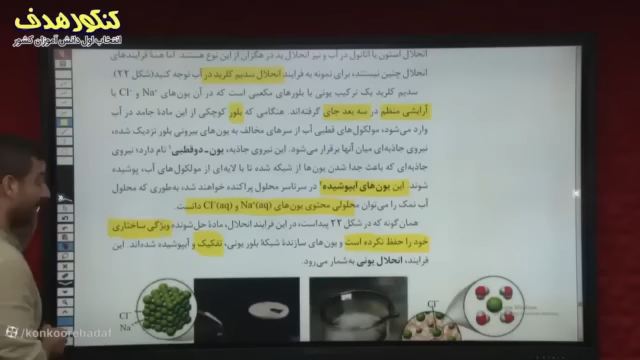 کنکور هدف
انتخاب اول دانش آموزان کشور
انحلال استون یا اتانول در آب و نیز انحلال ید در هگزان از این نوع هستند. اما همهٔ فرایندهای
انحلال چنین نیستند، برای نمونه به فرایند انحلال سدیم کلرید در آب توجه کنید (شکل ۲۲).
سدیم کلرید یک ترکیب یونی با بلورهای مکعبی است که در آن یون‌های Na⁺ و Cl⁻ با
آرایشی منظم در سه بعد جای گرفته‌اند. هنگامی که بلور کوچکی از این مادهٔ جامد در آب
وارد می‌شود، مولکول‌های قطبی آب از سرهای مخالف به یون‌های بیرونی بلور نزدیک شده،
نیروی جاذبه‌ای میان آنها برقرار می‌شود. این نیروی جاذبه، یون ـ دوقطبی۱ نام دارد؛ نیروی
جاذبه‌ای که باعث جدا شدن یون‌ها از شبکه شده تا با لایه‌ای از مولکول‌های آب، پوشیده
شوند. این یون‌های آبپوشیده۲ در سرتاسر محلول پراکنده خواهند شد، به‌طوری که محلول
آب نمک را می‌توان محلولی محتوی یون‌های Na⁺(aq) و Cl⁻(aq) دانست.
همان گونه که در شکل ۲۲ پیداست، در این فرایند انحلال، مادهٔ حل‌شونده ویژگی ساختاری
خود را حفظ نکرده است و یون‌های سازندهٔ شبکهٔ بلور یونی، تفکیک و آبپوشیده شده‌اند. این
فرایند، انحلال یونی به‌شمار می‌رود.
Cl⁻
Na⁺
Cl⁻
/konkoorehadaf